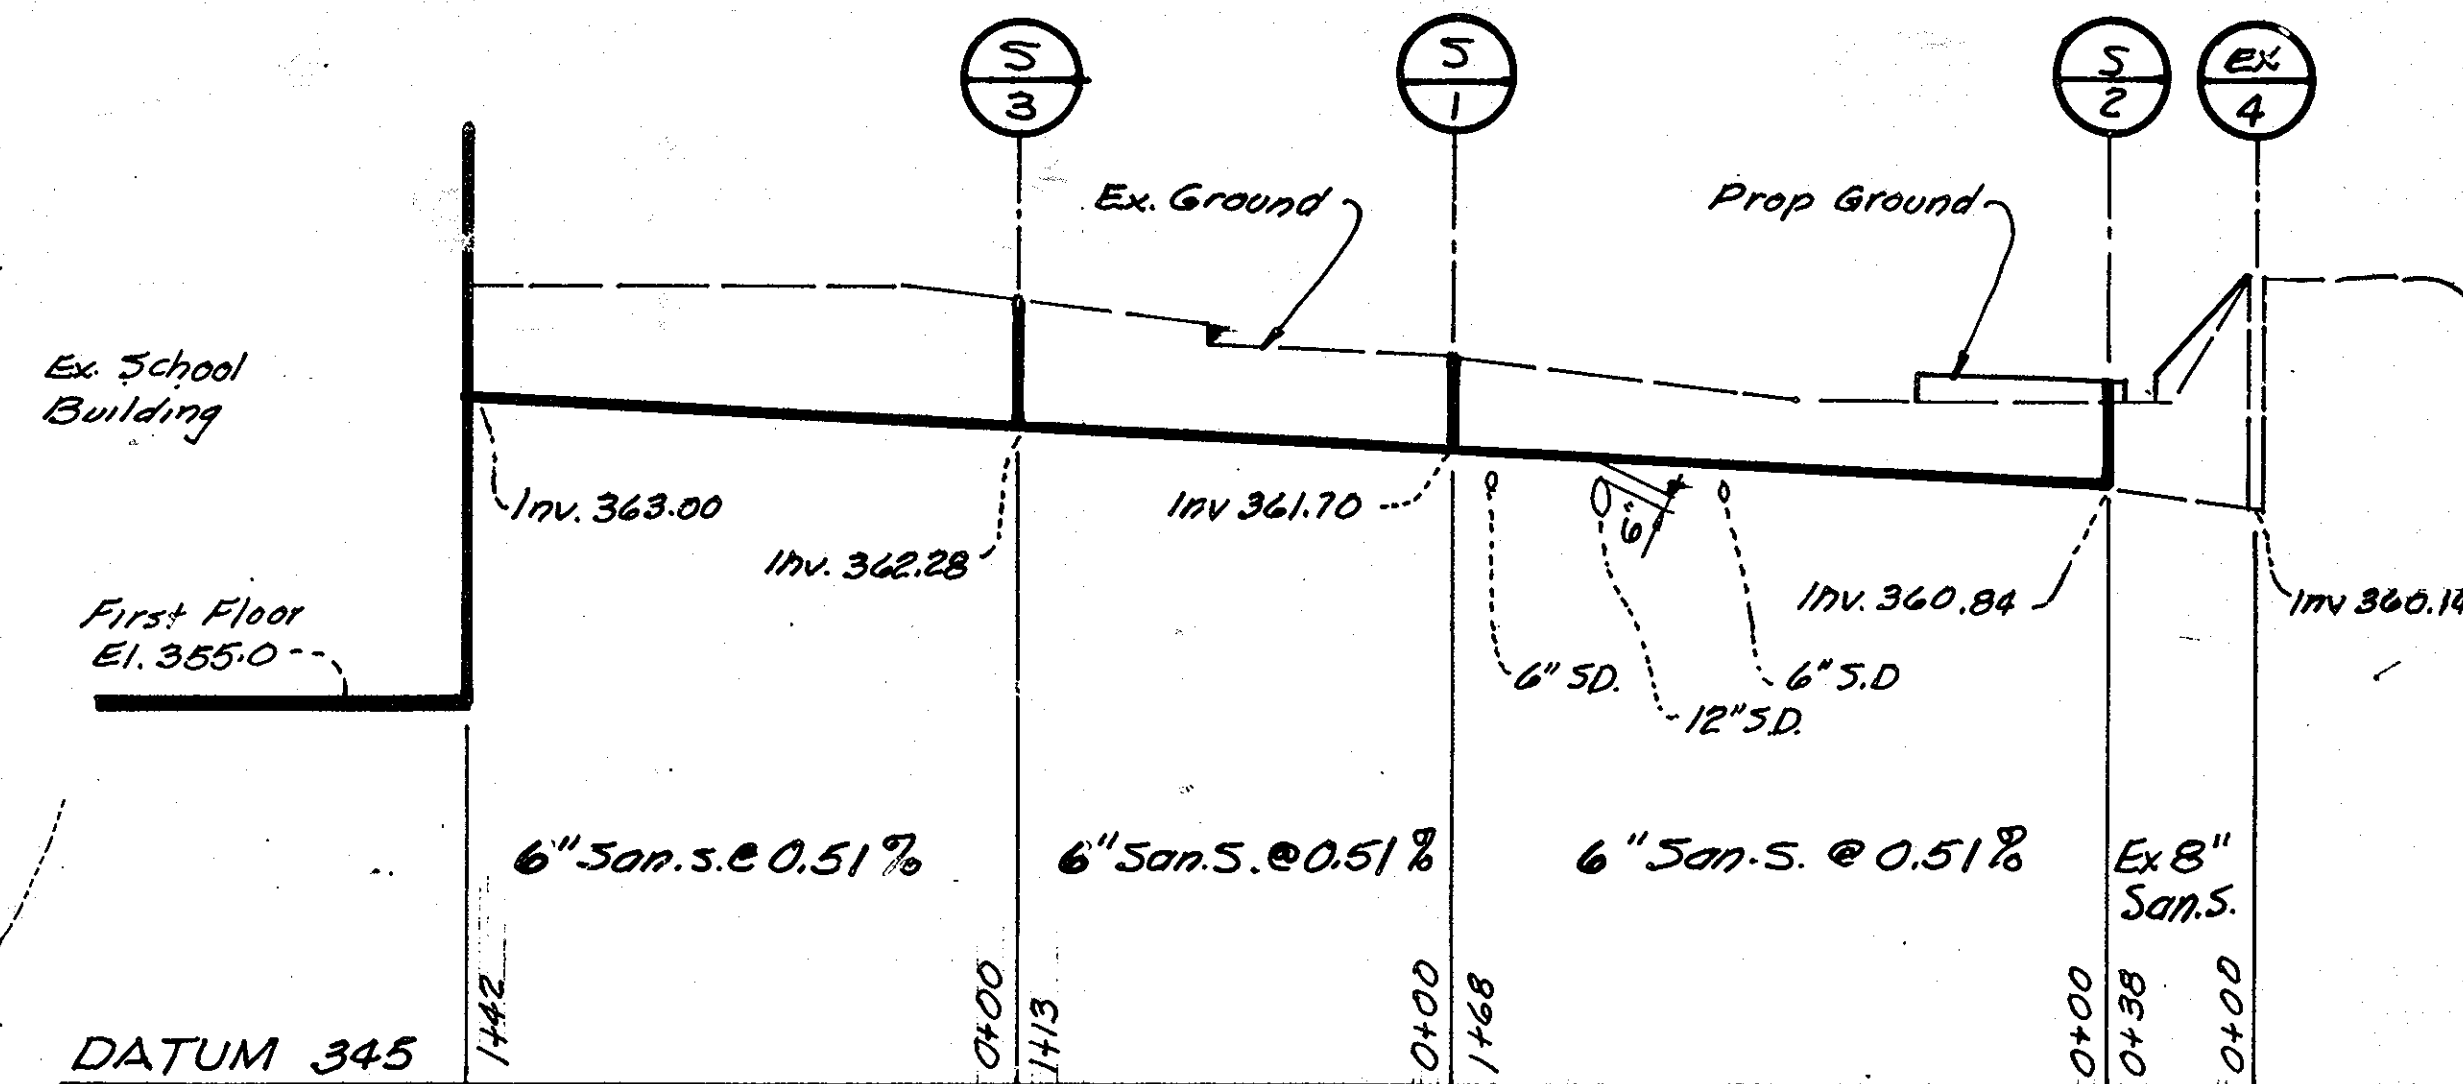 S
3
S
1
S
2
ex
4
Ex. Ground
Prop Ground
Ex. School
Building
Inv. 363.00
Inv 361.70
6"
Inv. 362.28
Inv. 360.84
Inv 360.14
First Floor
El. 355.0
6" SD.
6" S.D
12" S.D.
6" San. s. @ 0.51 %
6" San. S. @ 0.51 %
6" San. S. @ 0.51 %
Ex 8"
San. S.
1+42
0+00
1+13
0+00
1+68
0+00
0+38
0+00
DATUM 345